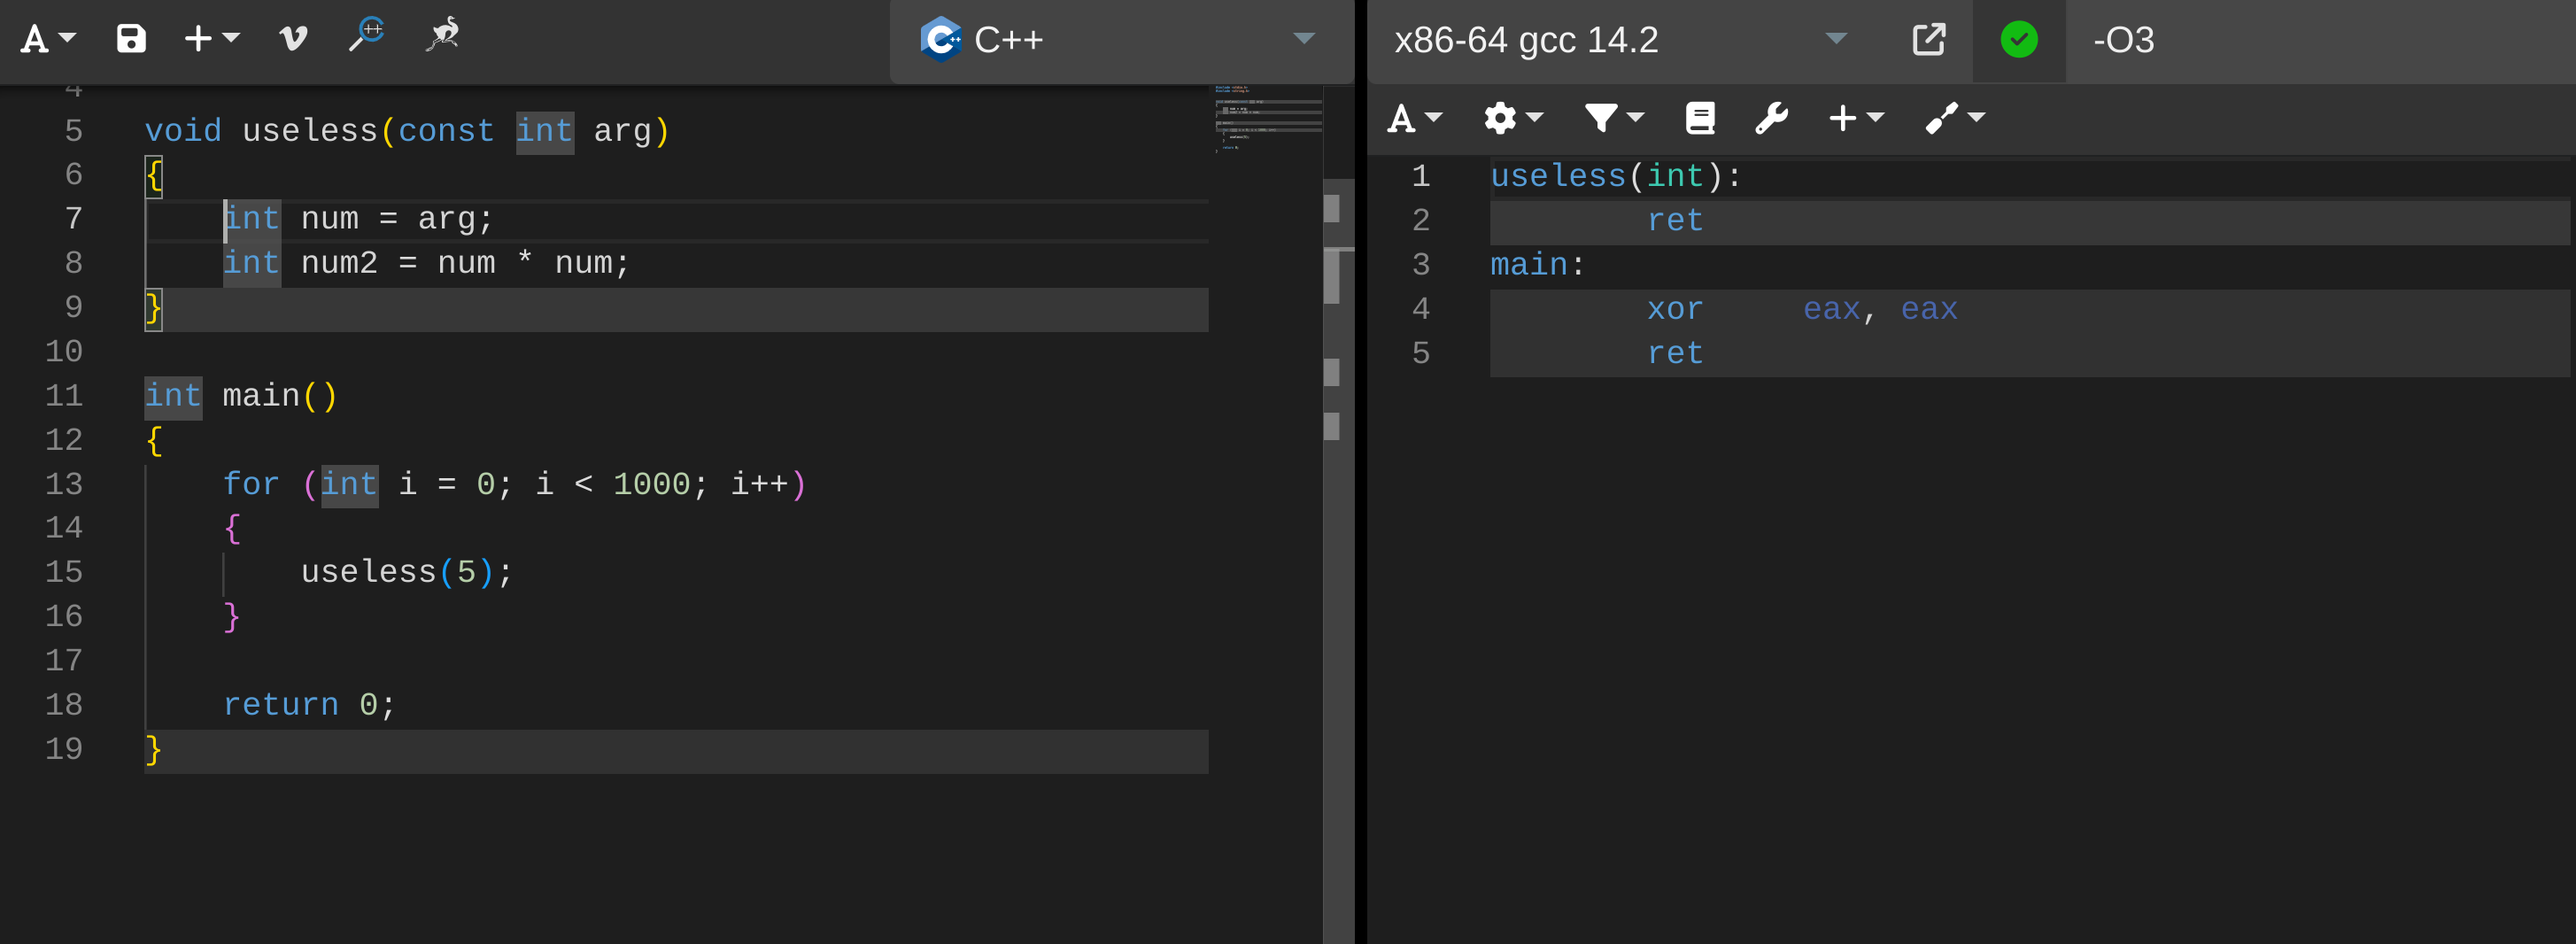 C++
4
5 void useless(const int arg)
6 {
7 int num = arg;
8 int num2 = num * num;
9 }
10
11 int main()
12 {
13 for (int i = 0; i < 1000; i++)
14 {
15 useless(5);
16 }
17
18 return 0;
19 }
x86-64 gcc 14.2 -O3
1 useless(int):
2 ret
3 main:
4 xor eax, eax
5 ret